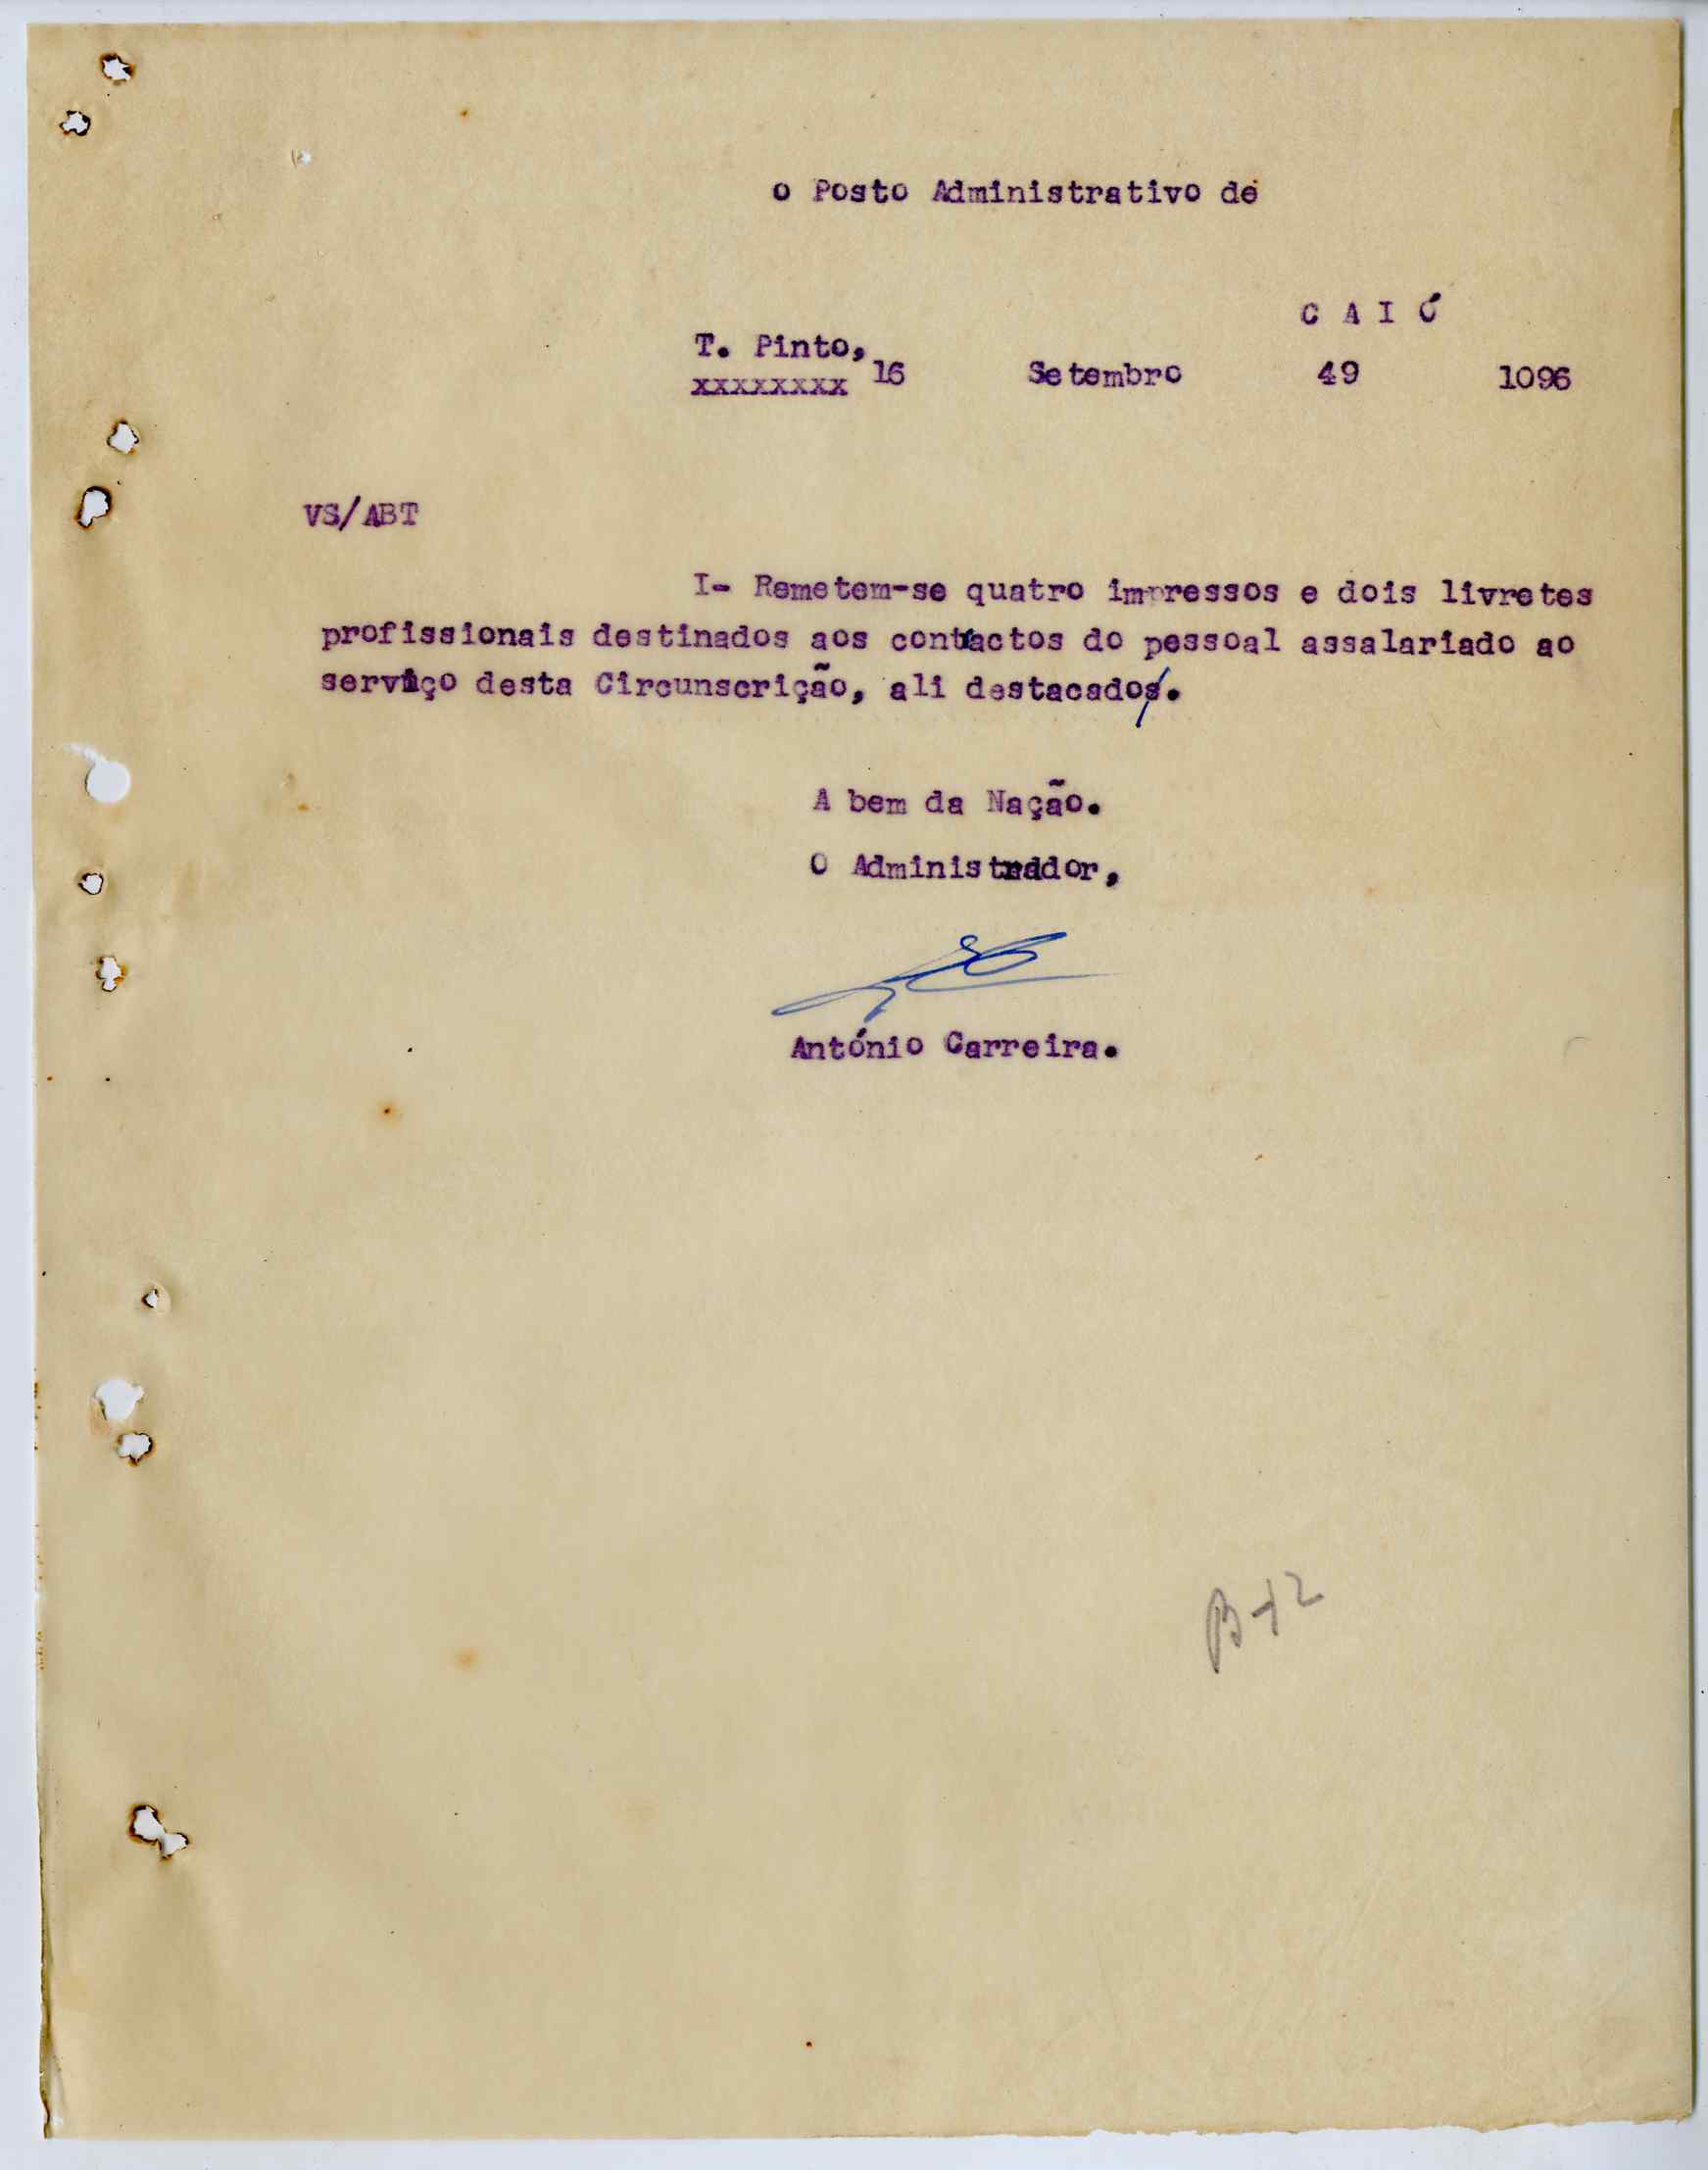 o Posto Administrativo de
C A I Ó
T. Pinto,
xxxxxxxx 16 Setembro 49 1096
VS/ABT
I- Remetem-se quatro impressos e dois livretes
profissionais destinados aos contractos do pessoal assalariado ao
serviço desta Circunscrição, ali destacados.
A bem da Nação.
O Administrador,
António Carreira.